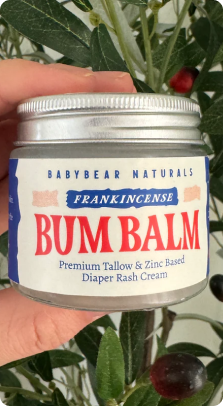 BABYBEAR NATURALS
FRANKINCENSE
BUM BALM
Premium Tallow & Zinc Based
Diaper Rash Cream